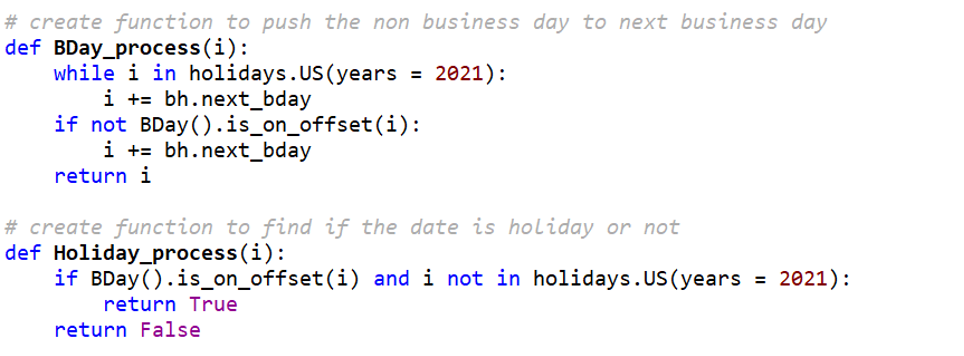 # create function to push the non business day to next business day
def BDay_process(i):
    while i in holidays.US(years = 2021):
        i += bh.next_bday
    if not BDay().is_on_offset(i):
        i += bh.next_bday
    return i

# create function to find if the date is holiday or not
def Holiday_process(i):
    if BDay().is_on_offset(i) and i not in holidays.US(years = 2021):
        return True
    return False